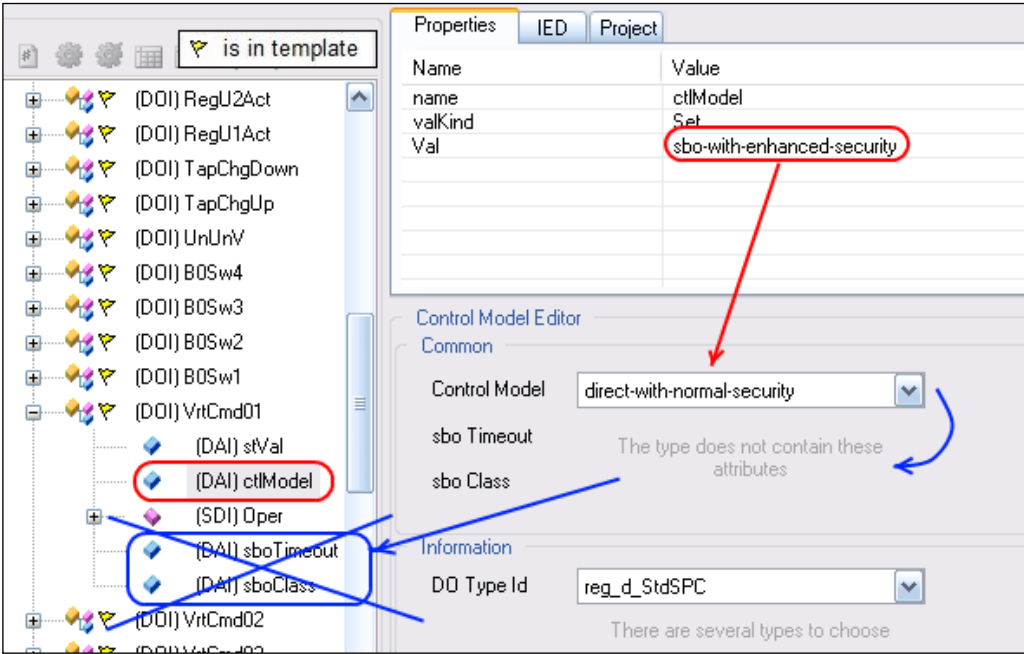 is in template
(DOI) RegU2Act
(DOI) RegU1Act
(DOI) TapChgDown
(DOI) TapChgUp
(DOI) UnUnV
(DOI) B0Sw4
(DOI) B0Sw3
(DOI) B0Sw2
(DOI) B0Sw1
(DOI) VrtCmd01
(DAI) stVal
(DAI) ctlModel
(SDI) Oper
(DAI) sboTimeout
(DAI) sboClass
(DOI) VrtCmd02
Properties IED Project
Name Value
name ctlModel
valKind Set
Val sbo-with-enhanced-security
Control Model Editor
Common
Control Model direct-with-normal-security
sbo Timeout
The type does not contain these
attributes
sbo Class
Information
DO Type Id reg_d_StdSPC
There are several types to choose